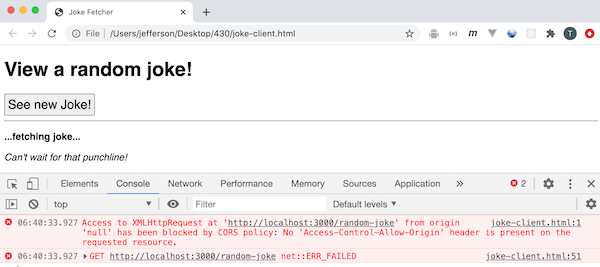 Joke Fetcher
File | /Users/jefferson/Desktop/430/joke-client.html
View a random joke!
See new Joke!
...fetching joke...
Can't wait for that punchline!
Elements Console Performance Network Memory Sources Application » 2
top Filter Default levels
06:40:33.927 Access to XMLHttpRequest at 'http://localhost:3000/random-joke' from origin joke-client.html:1
'null' has been blocked by CORS policy: No 'Access-Control-Allow-Origin' header is present on the
requested resource.
06:40:33.927 GET http://localhost:3000/random-joke net::ERR_FAILED joke-client.html:51